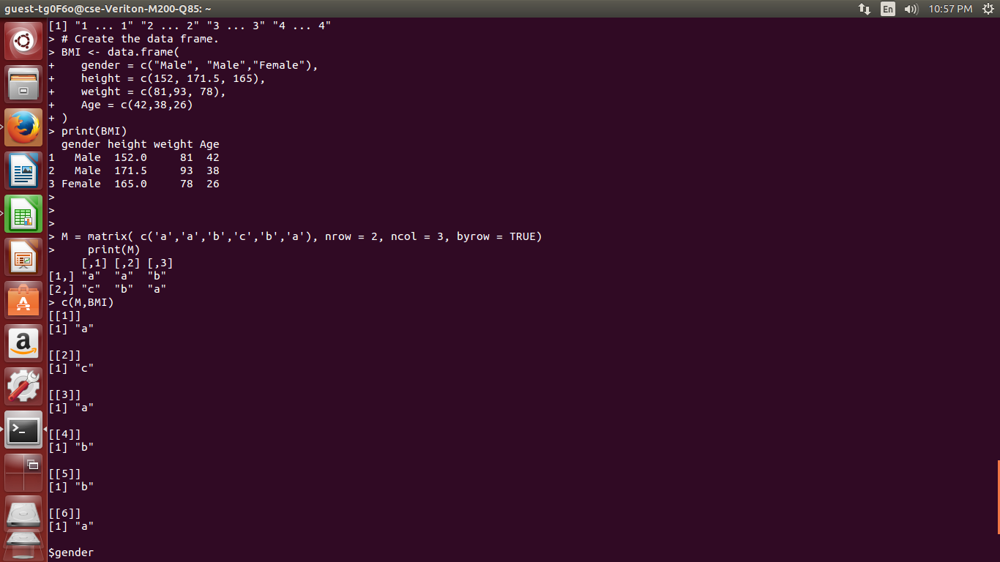 guest-tg0F6o@cse-Veriton-M200-Q85: ~
En
10:57 PM
[1] "1 ... 1" "2 ... 2" "3 ... 3" "4 ... 4"
> # Create the data frame.
> BMI <- data.frame(
+    gender = c("Male", "Male","Female"),
+    height = c(152, 171.5, 165),
+    weight = c(81,93, 78),
+    Age = c(42,38,26)
+ )
> print(BMI)
  gender height weight Age
1   Male  152.0     81  42
2   Male  171.5     93  38
3 Female  165.0     78  26
>
>
>
> M = matrix( c('a','a','b','c','b','a'), nrow = 2, ncol = 3, byrow = TRUE)
>     print(M)
     [,1] [,2] [,3]
[1,] "a"  "a"  "b"
[2,] "c"  "b"  "a"
> c(M,BMI)
[[1]]
[1] "a"

[[2]]
[1] "c"

[[3]]
[1] "a"

[[4]]
[1] "b"

[[5]]
[1] "b"

[[6]]
[1] "a"

$gender